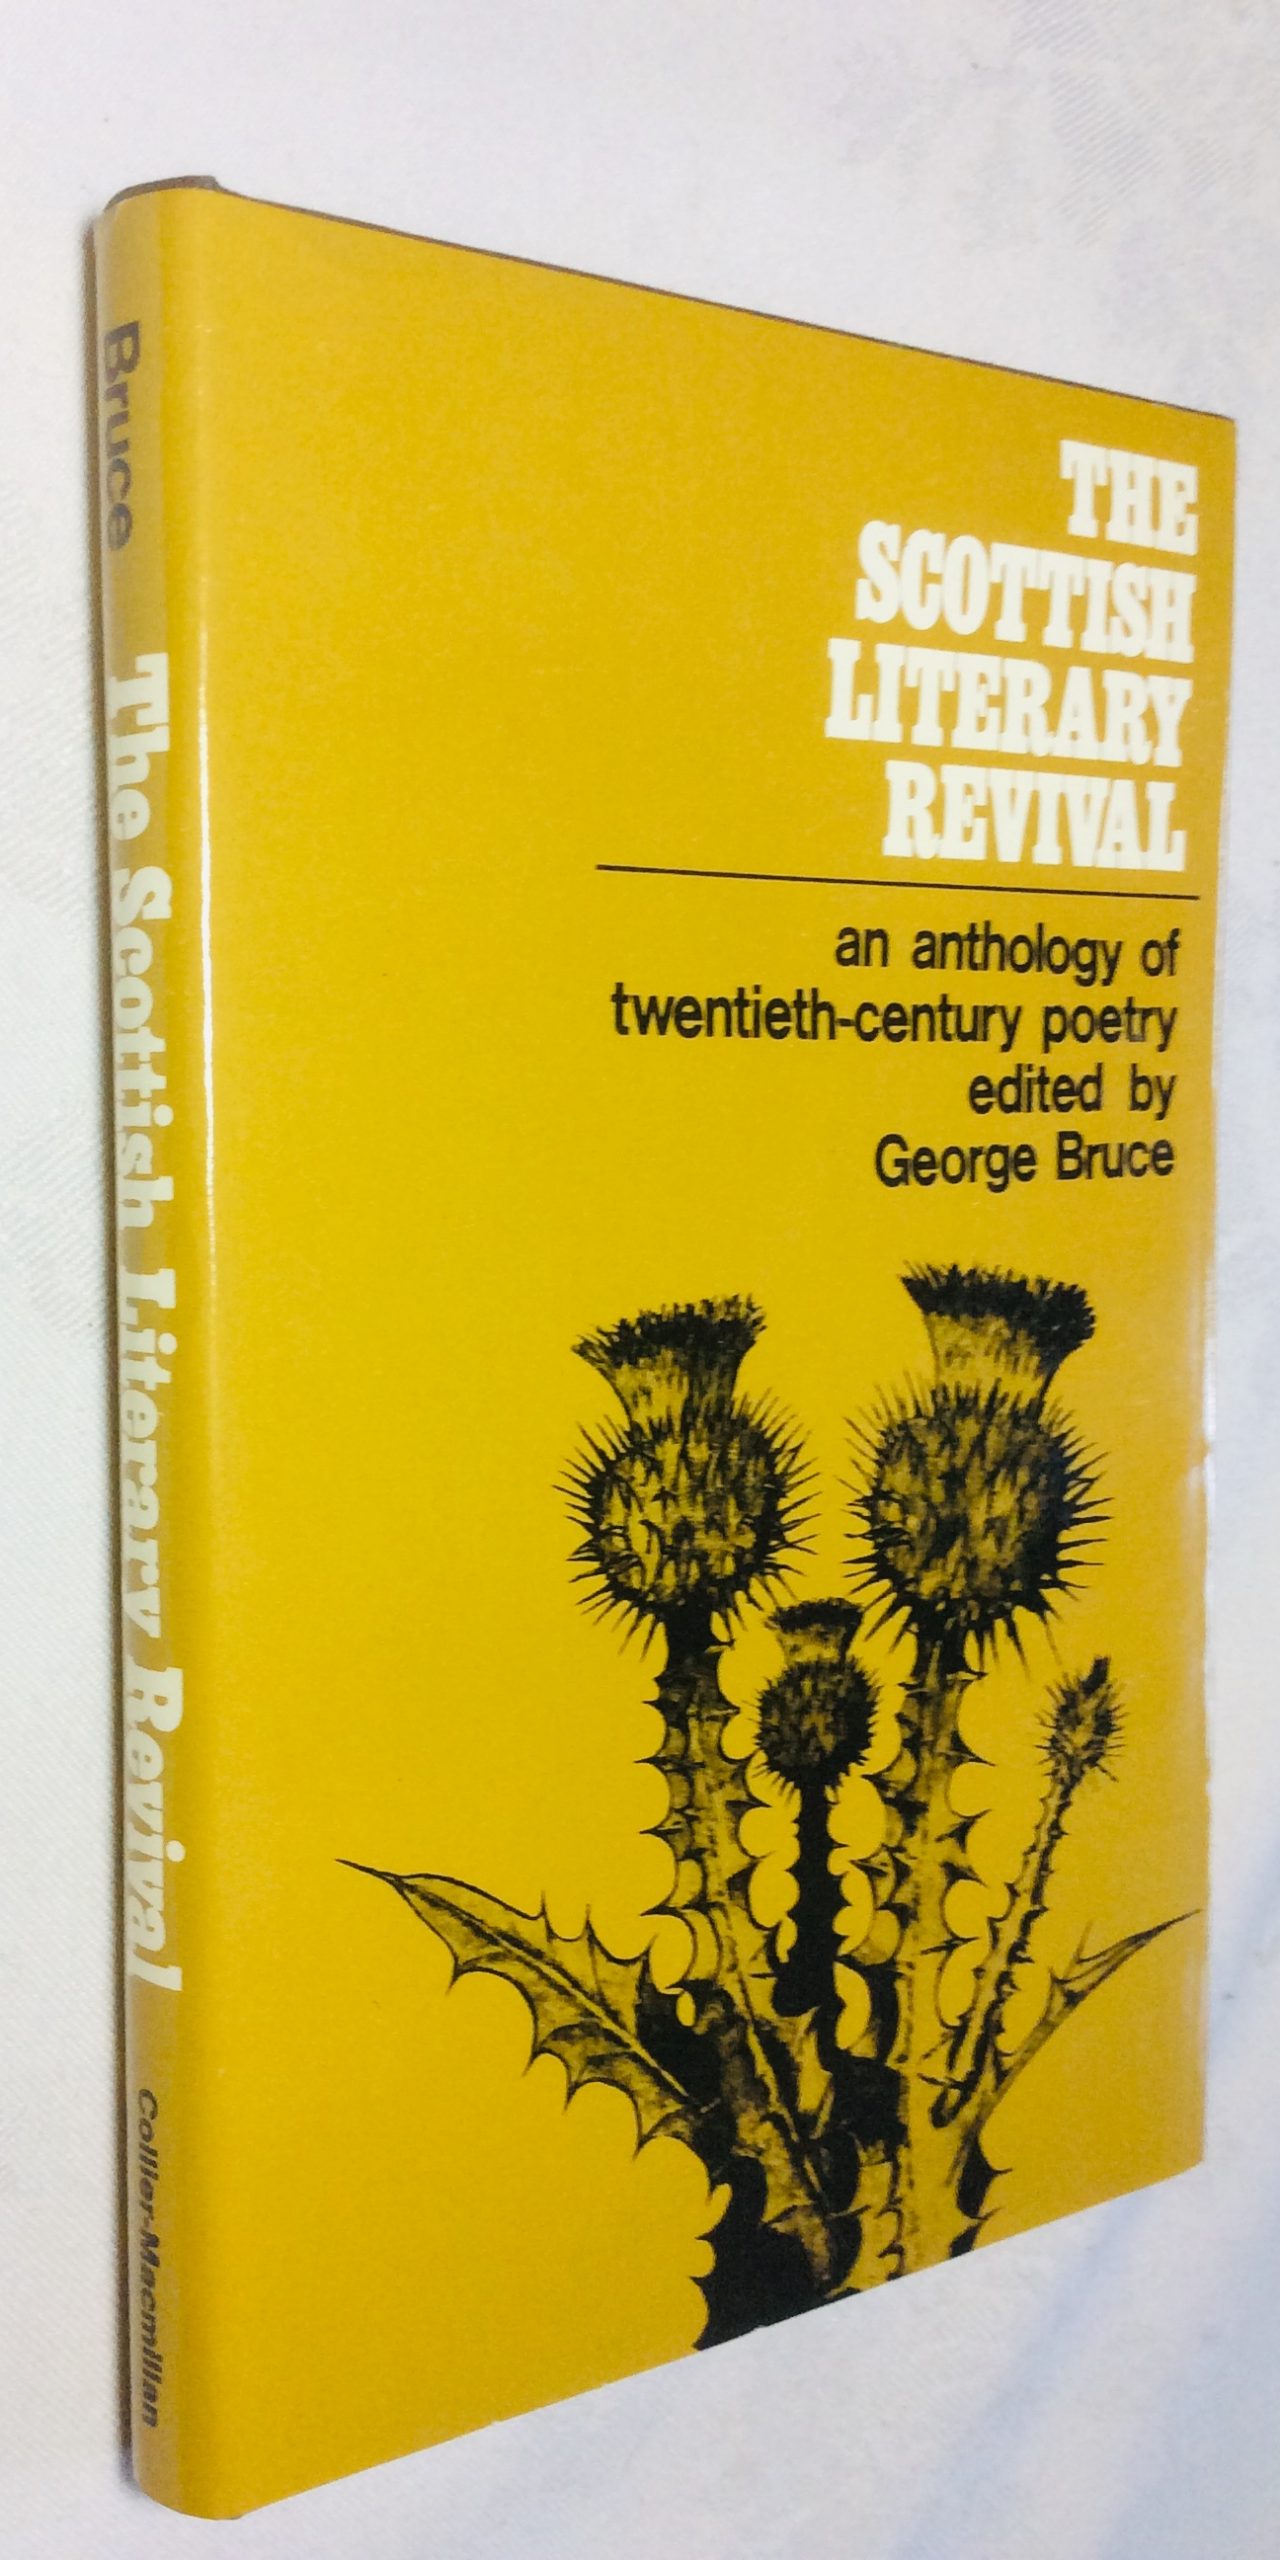 THE
SCOTTISH
LITERARY
REVIVAL
an anthology of
twentieth-century poetry
edited by
George Bruce
Bruce
The Scottish Literary Revival
Collier-Macmillan